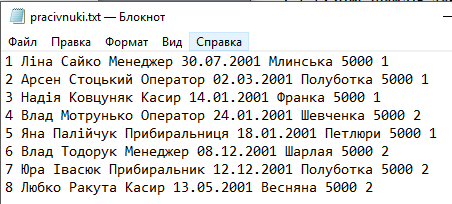 pracivnuki.txt — Блокнот
Файл Правка Формат Вид Справка
1 Ліна Сайко Менеджер 30.07.2001 Млинська 5000 1
2 Арсен Стоцький Оператор 02.03.2001 Полуботка 5000 1
3 Надія Ковцуняк Касир 14.01.2001 Франка 5000 1
4 Влад Мотрунько Оператор 24.01.2001 Шевченка 5000 2
5 Яна Палійчук Прибиральниця 18.01.2001 Петлюри 5000 1
6 Влад Тодорук Менеджер 08.12.2001 Шарлая 5000 2
7 Юра Івасюк Прибиральник 12.12.2001 Полуботка 5000 2
8 Любко Ракута Касир 13.05.2001 Весняна 5000 2